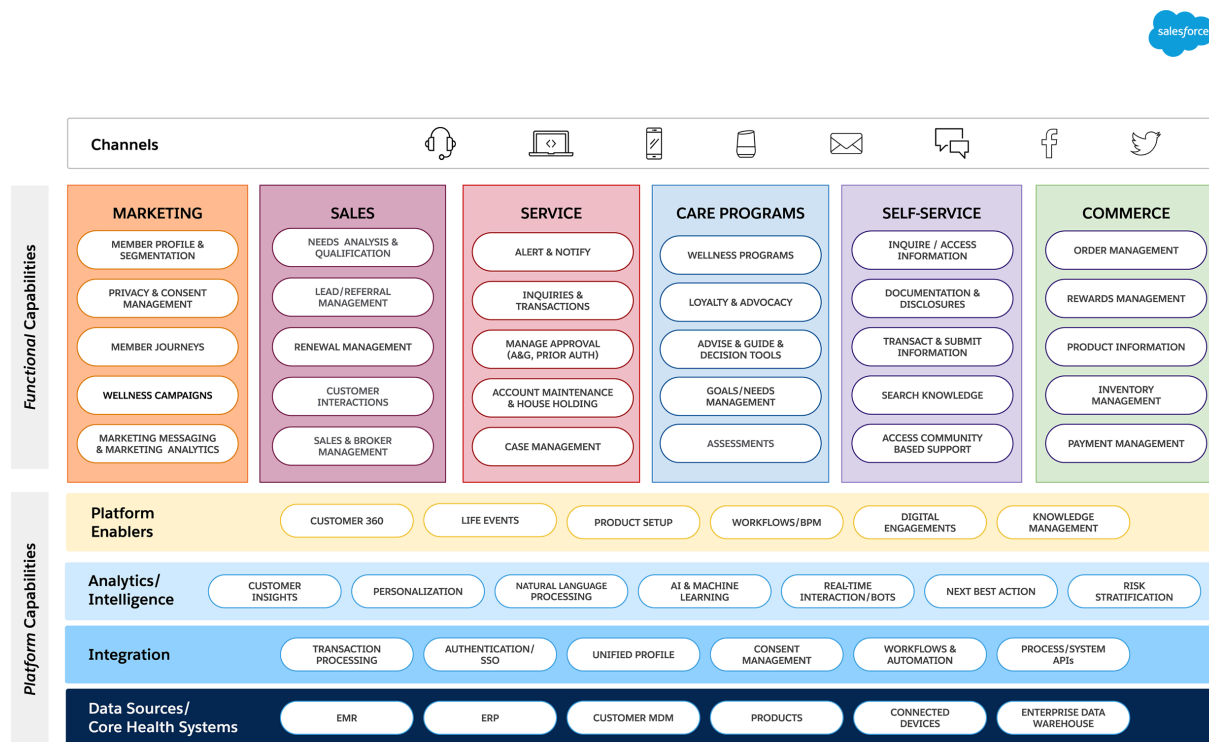 salesforce
Channels
Functional Capabilities
MARKETING
MEMBER PROFILE &
SEGMENTATION
PRIVACY & CONSENT
MANAGEMENT
MEMBER JOURNEYS
WELLNESS CAMPAIGNS
MARKETING MESSAGING
& MARKETING ANALYTICS
SALES
NEEDS ANALYSIS &
QUALIFICATION
LEAD/REFERRAL
MANAGEMENT
RENEWAL MANAGEMENT
CUSTOMER
INTERACTIONS
SALES & BROKER
MANAGEMENT
SERVICE
ALERT & NOTIFY
INQUIRIES &
TRANSACTIONS
MANAGE APPROVAL
(A&G, PRIOR AUTH)
ACCOUNT MAINTENANCE
& HOUSE HOLDING
CASE MANAGEMENT
CARE PROGRAMS
WELLNESS PROGRAMS
LOYALTY & ADVOCACY
ADVISE & GUIDE &
DECISION TOOLS
GOALS/NEEDS
MANAGEMENT
ASSESSMENTS
SELF-SERVICE
INQUIRE / ACCESS
INFORMATION
DOCUMENTATION &
DISCLOSURES
TRANSACT & SUBMIT
INFORMATION
SEARCH KNOWLEDGE
ACCESS COMMUNITY
BASED SUPPORT
COMMERCE
ORDER MANAGEMENT
REWARDS MANAGEMENT
PRODUCT INFORMATION
INVENTORY
MANAGEMENT
PAYMENT MANAGEMENT
Platform Capabilities
Platform
Enablers
CUSTOMER 360
LIFE EVENTS
PRODUCT SETUP
WORKFLOWS/BPM
DIGITAL
ENGAGEMENTS
KNOWLEDGE
MANAGEMENT
Analytics/
Intelligence
CUSTOMER
INSIGHTS
PERSONALIZATION
NATURAL LANGUAGE
PROCESSING
AI & MACHINE
LEARNING
REAL-TIME
INTERACTION/BOTS
NEXT BEST ACTION
RISK
STRATIFICATION
Integration
TRANSACTION
PROCESSING
AUTHENTICATION/
SSO
UNIFIED PROFILE
CONSENT
MANAGEMENT
WORKFLOWS &
AUTOMATION
PROCESS/SYSTEM
APIs
Data Sources/
Core Health Systems
EMR
ERP
CUSTOMER MDM
PRODUCTS
CONNECTED
DEVICES
ENTERPRISE DATA
WAREHOUSE